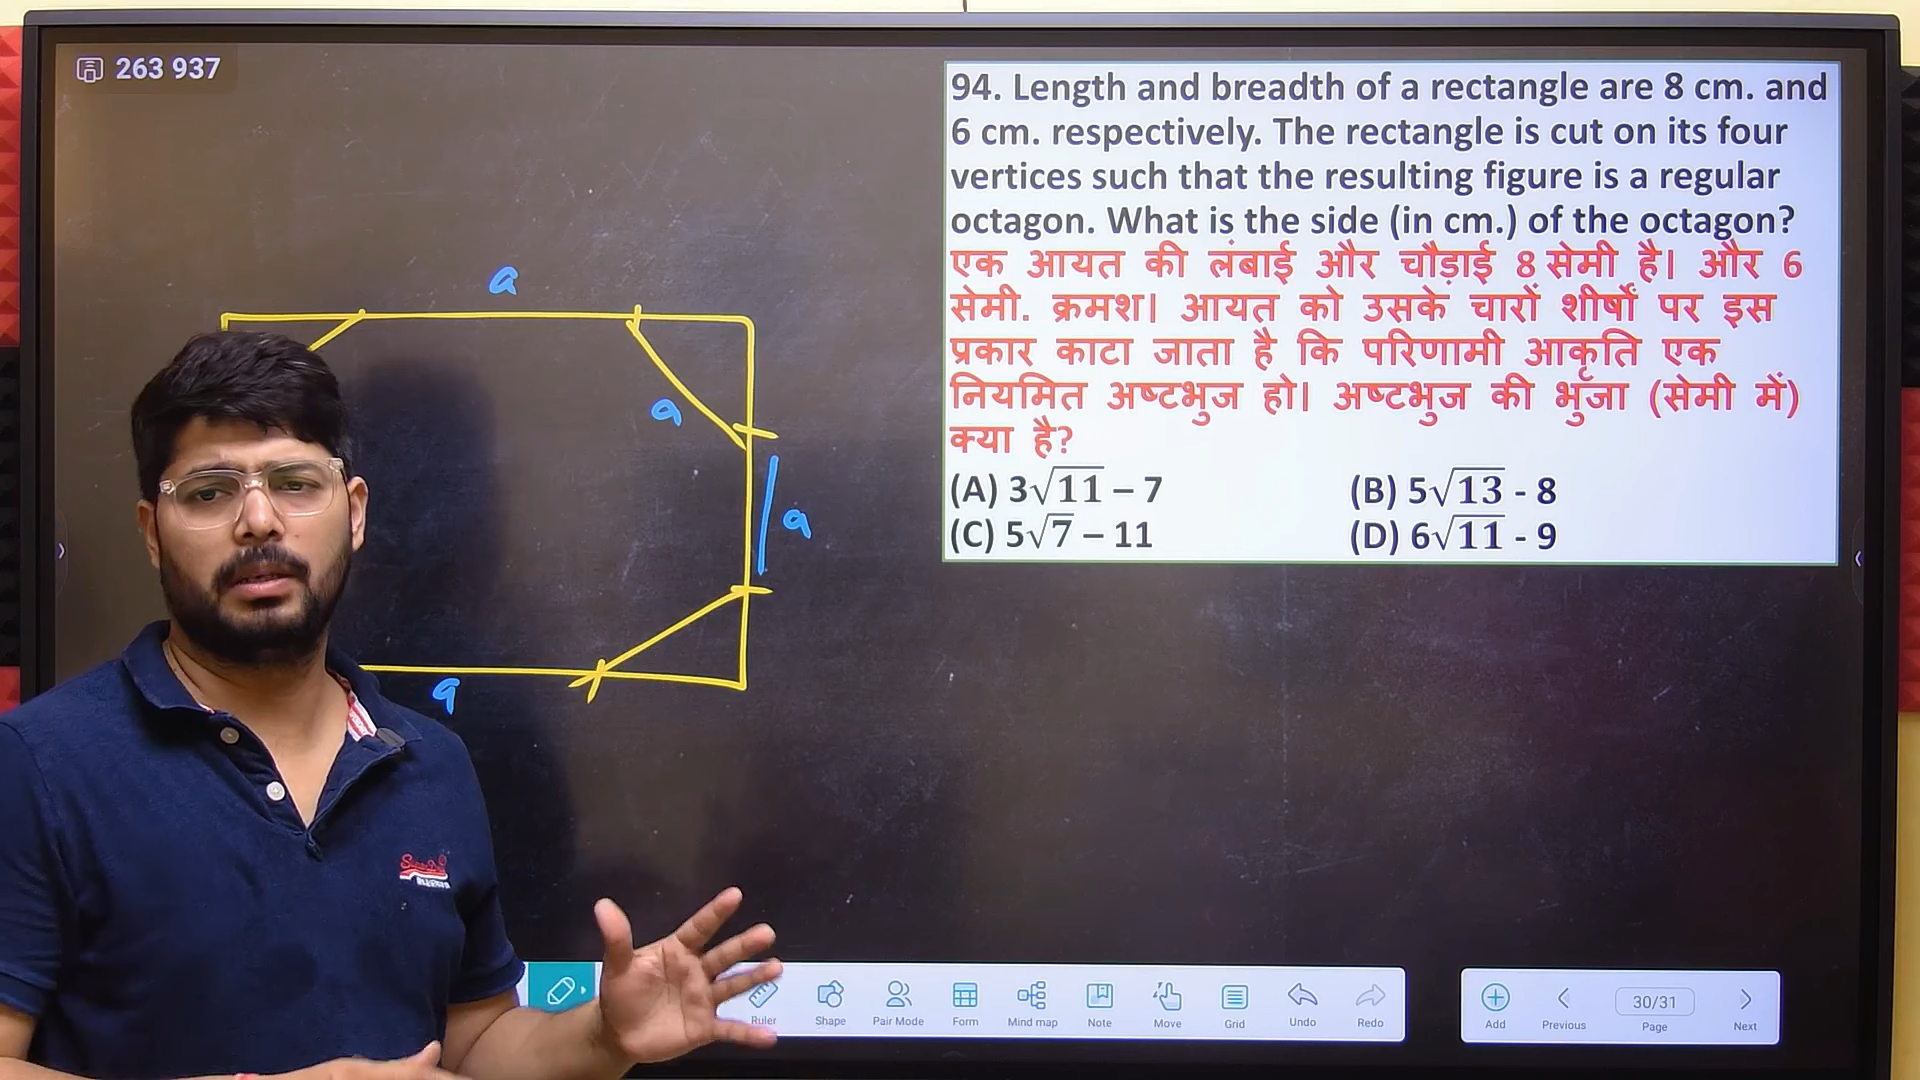 263 937
94. Length and breadth of a rectangle are 8 cm. and
6 cm. respectively. The rectangle is cut on its four
vertices such that the resulting figure is a regular
octagon. What is the side (in cm.) of the octagon?
एक आयत की लंबाई और चौड़ाई 8 सेमी है। और 6
सेमी. क्रमश। आयत को उसके चारों शीर्षों पर इस
प्रकार काटा जाता है कि परिणामी आकृति एक
नियमित अष्टभुज हो। अष्टभुज की भुजा (सेमी में)
क्या है?
(A) 3√11 – 7 (B) 5√13 - 8
(C) 5√7 – 11 (D) 6√11 - 9
a
a
a
a
Ruler Shape Pair Mode Form Mind map Note Move Grid Undo Redo
Add Previous 30/31 Page Next